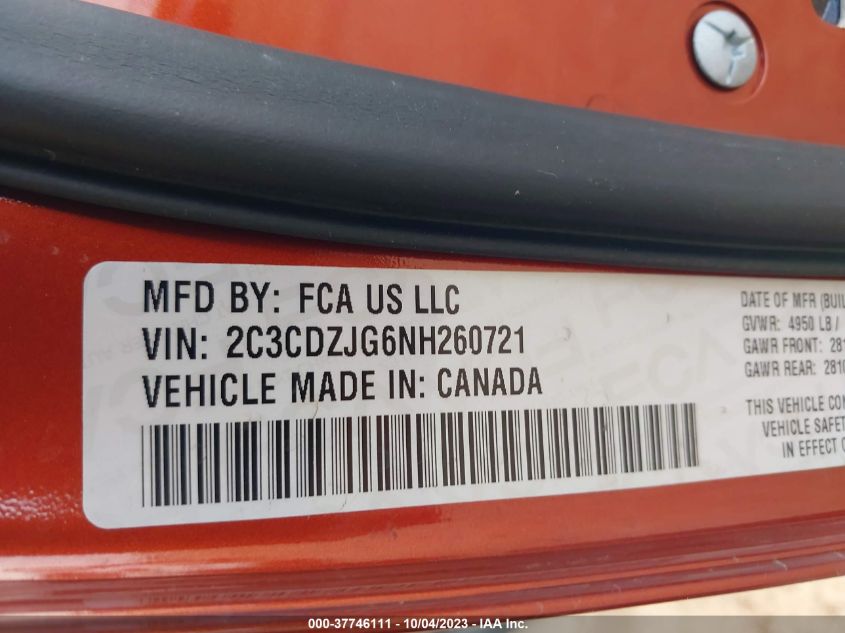 MFD BY: FCA US LLC
VIN: 2C3CDZJG6NH260721
VEHICLE MADE IN: CANADA
DATE OF MFR
GVWR: 4950 LB /
GAWR FRONT:
GAWR REAR:
THIS VEHICLE
VEHICLE
IN EFFECT
000-37746111 - 10/04/2023 - IAA Inc.